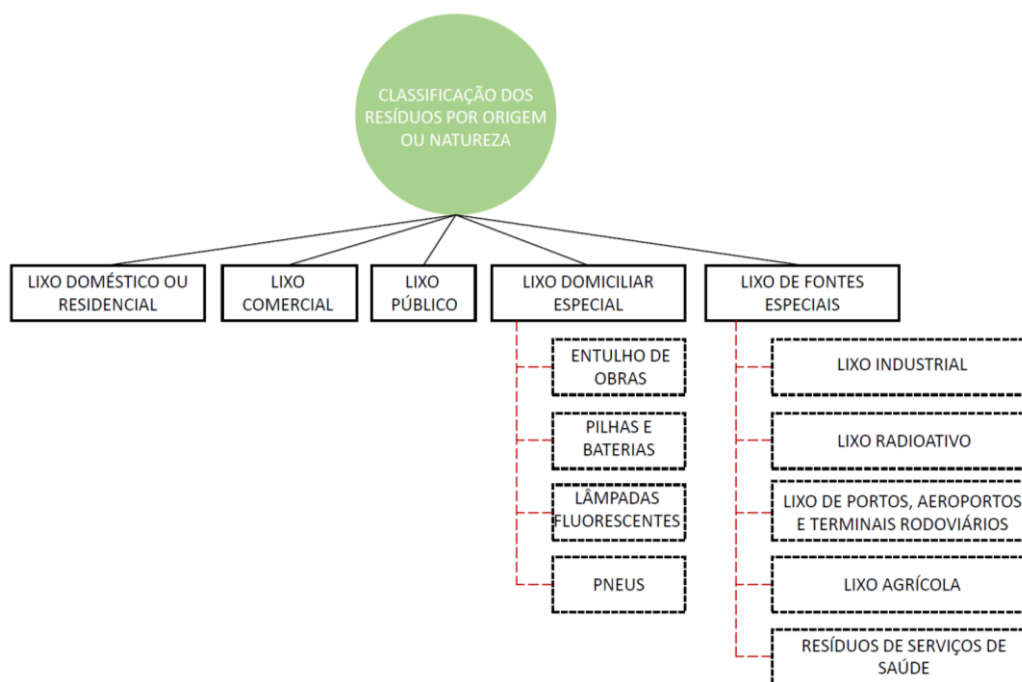 CLASSIFICAÇÃO DOS
RESÍDUOS POR ORIGEM
OU NATUREZA
LIXO DOMÉSTICO OU
RESIDENCIAL
LIXO
COMERCIAL
LIXO
PÚBLICO
LIXO DOMICILIAR
ESPECIAL
LIXO DE FONTES
ESPECIAIS
ENTULHO DE
OBRAS
PILHAS E
BATERIAS
LÂMPADAS
FLUORESCENTES
PNEUS
LIXO INDUSTRIAL
LIXO RADIOATIVO
LIXO DE PORTOS, AEROPORTOS
E TERMINAIS RODOVIÁRIOS
LIXO AGRÍCOLA
RESÍDUOS DE SERVIÇOS DE
SAÚDE